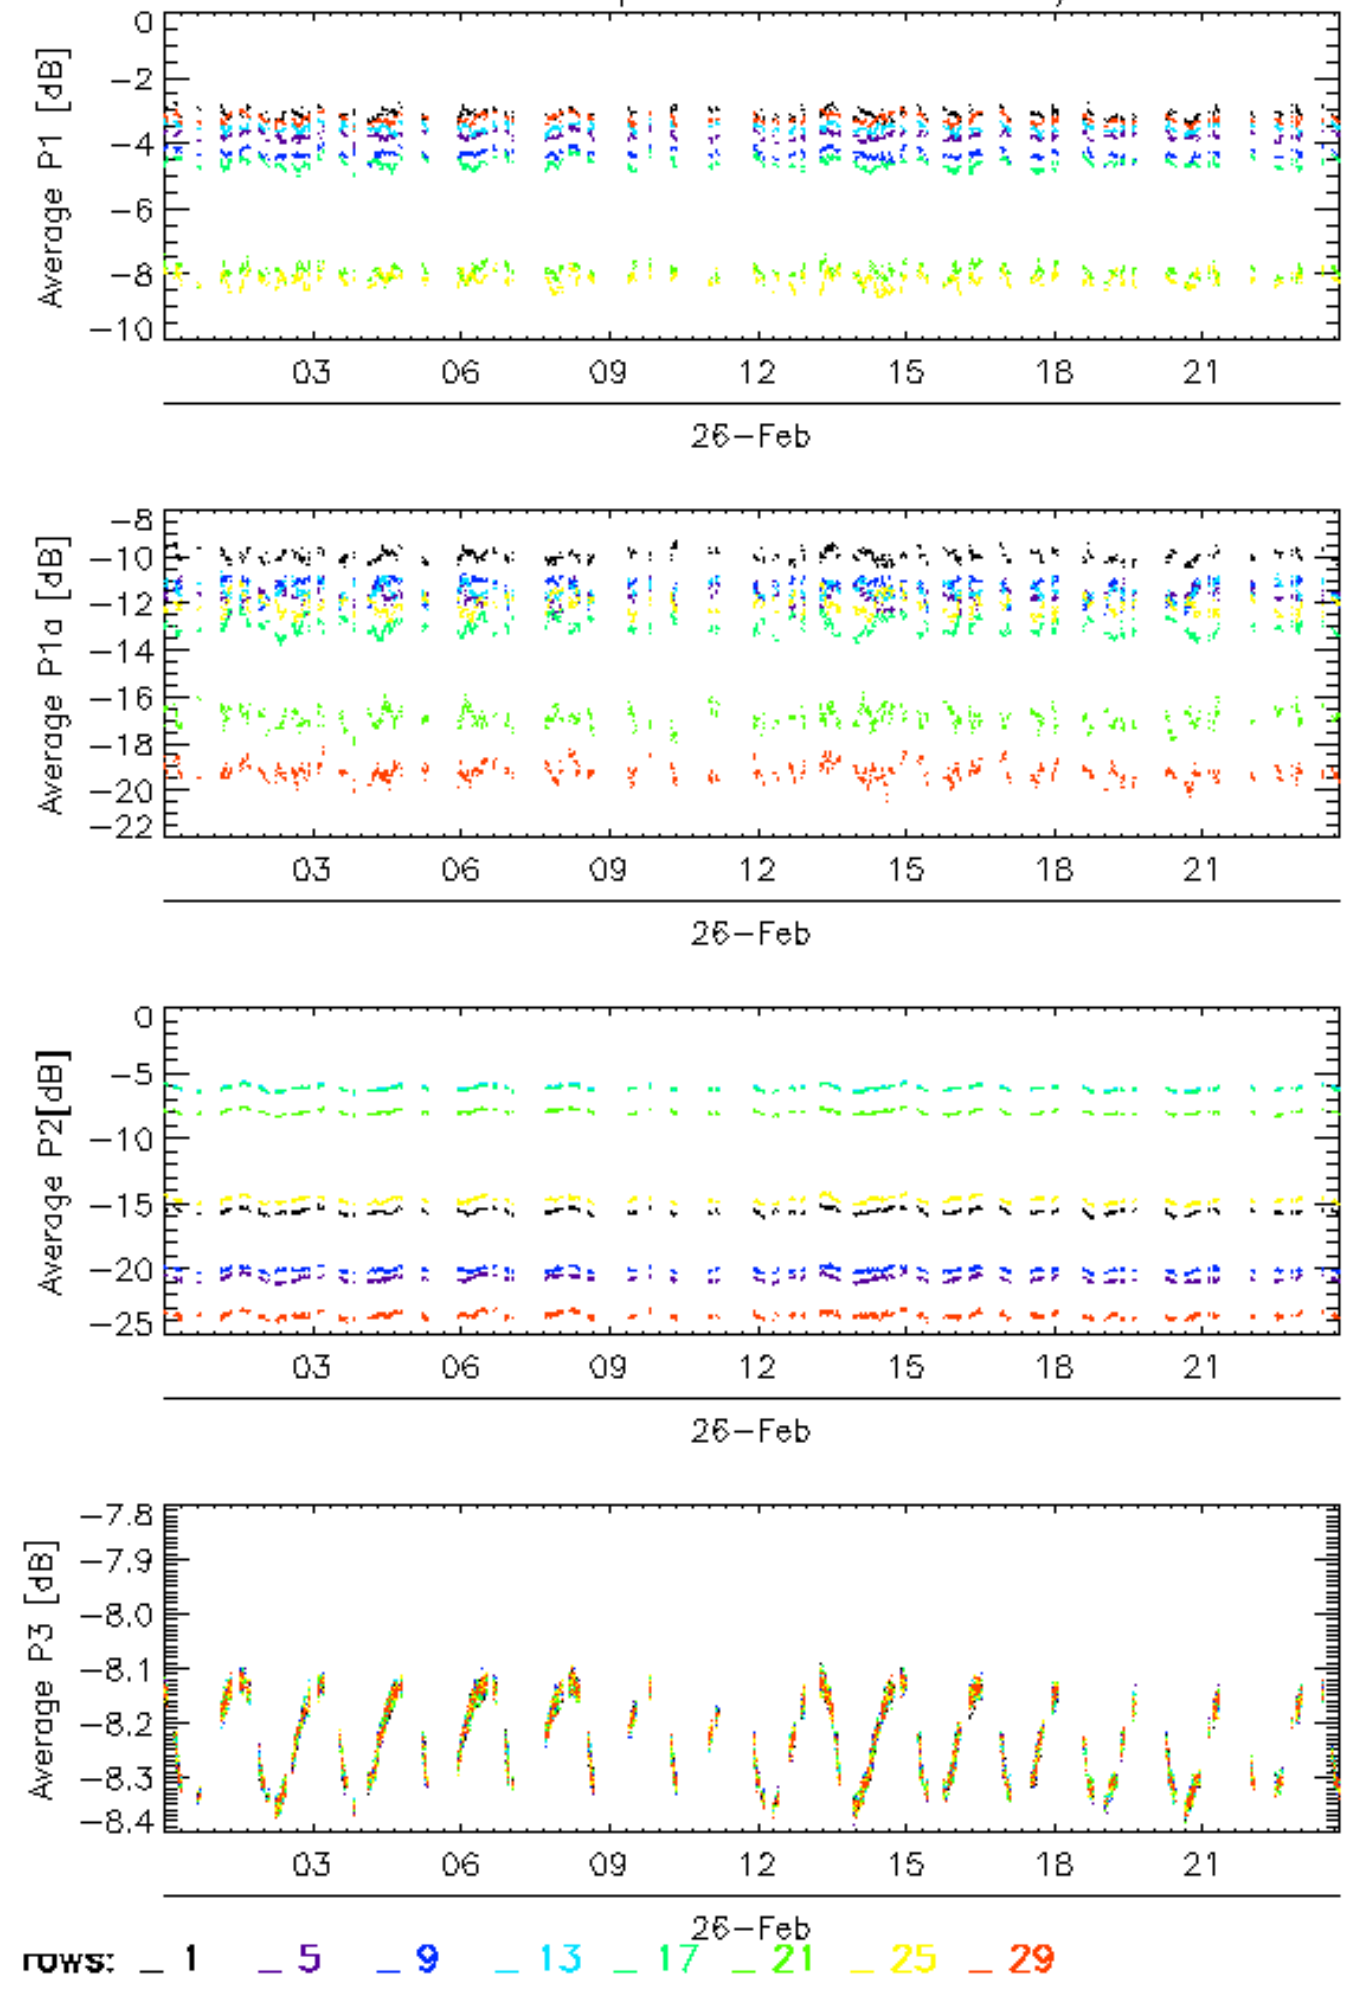 0
−2
−4
−6
−8
−10
Average P1 [dB]
03 06 09 12 15 18 21
26−Feb
−8
−10
−12
−14
−16
−18
−20
−22
Average P1a [dB]
03 06 09 12 15 18 21
26−Feb
0
−5
−10
−15
−20
−25
Average P2[dB]
03 06 09 12 15 18 21
26−Feb
−7.8
−7.9
−8.0
−8.1
−8.2
−8.3
−8.4
Average P3 [dB]
03 06 09 12 15 18 21
26−Feb
rows: _ 1 _ 5 _ 9 _ 13 _ 17 _ 21 _ 25 _ 29